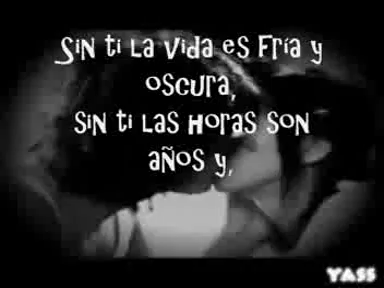 Sin ti la vida es fría y
oscura,
sin ti las horas son
años y,
YASS